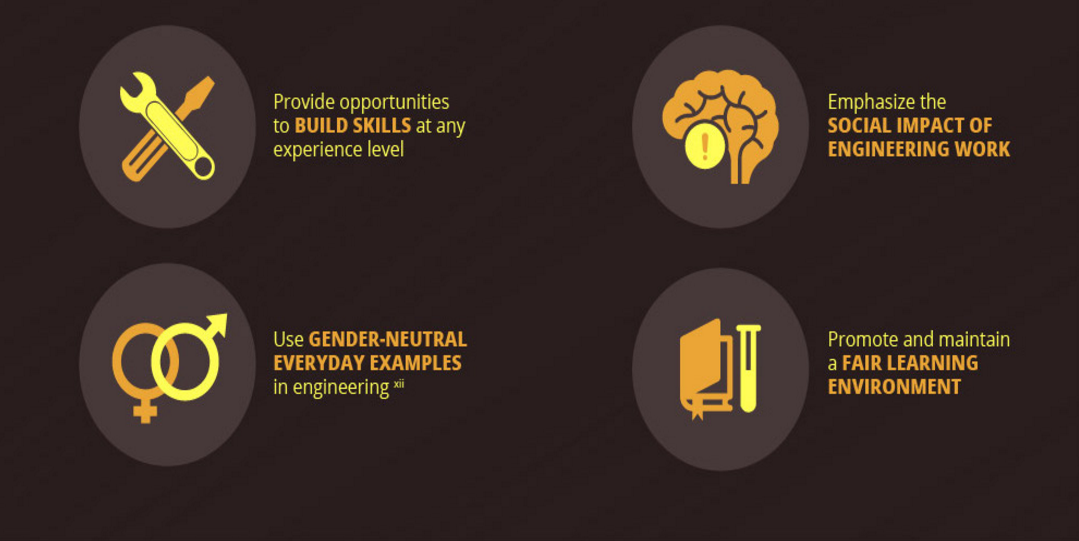 Provide opportunities
to BUILD SKILLS at any
experience level
Emphasize the
SOCIAL IMPACT OF
ENGINEERING WORK
Use GENDER-NEUTRAL
EVERYDAY EXAMPLES
in engineering xii
Promote and maintain
a FAIR LEARNING
ENVIRONMENT